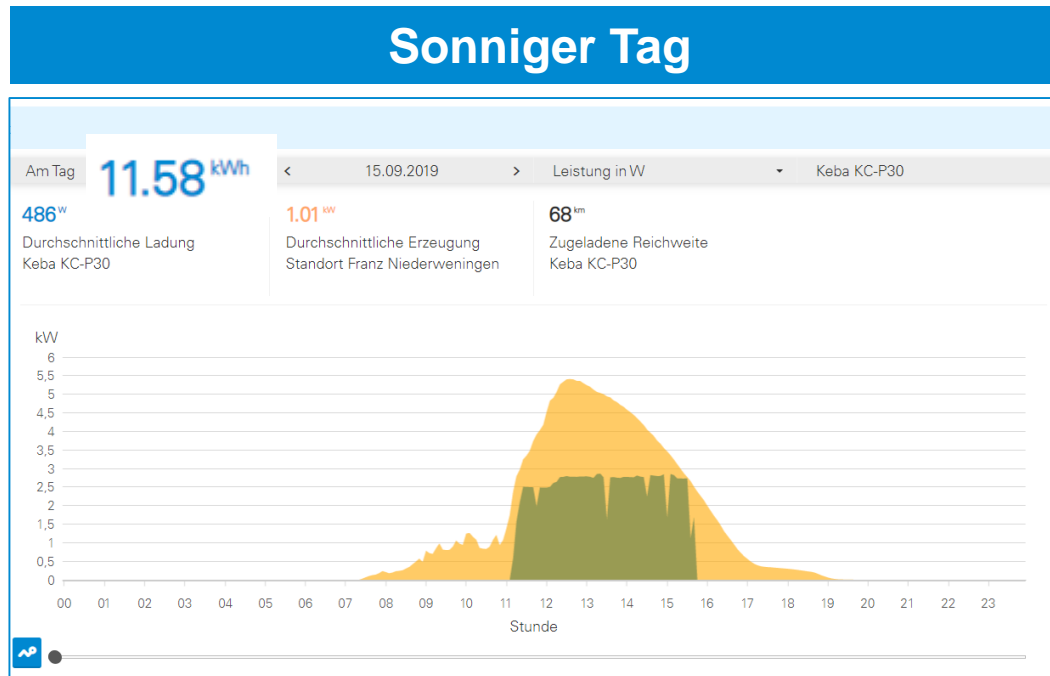 Sonniger Tag
Am Tag 11.58 kWh < 15.09.2019 > Leistung in W Keba KC-P30
486 W 1.01 kW 68 km
Durchschnittliche Ladung Durchschnittliche Erzeugung Zugeladene Reichweite
Keba KC-P30 Standort Franz Niederweningen Keba KC-P30
kW
6
5,5
5
4,5
4
3,5
3
2,5
2
1,5
1
0,5
0
00 01 02 03 04 05 06 07 08 09 10 11 12 13 14 15 16 17 18 19 20 21 22 23
Stunde